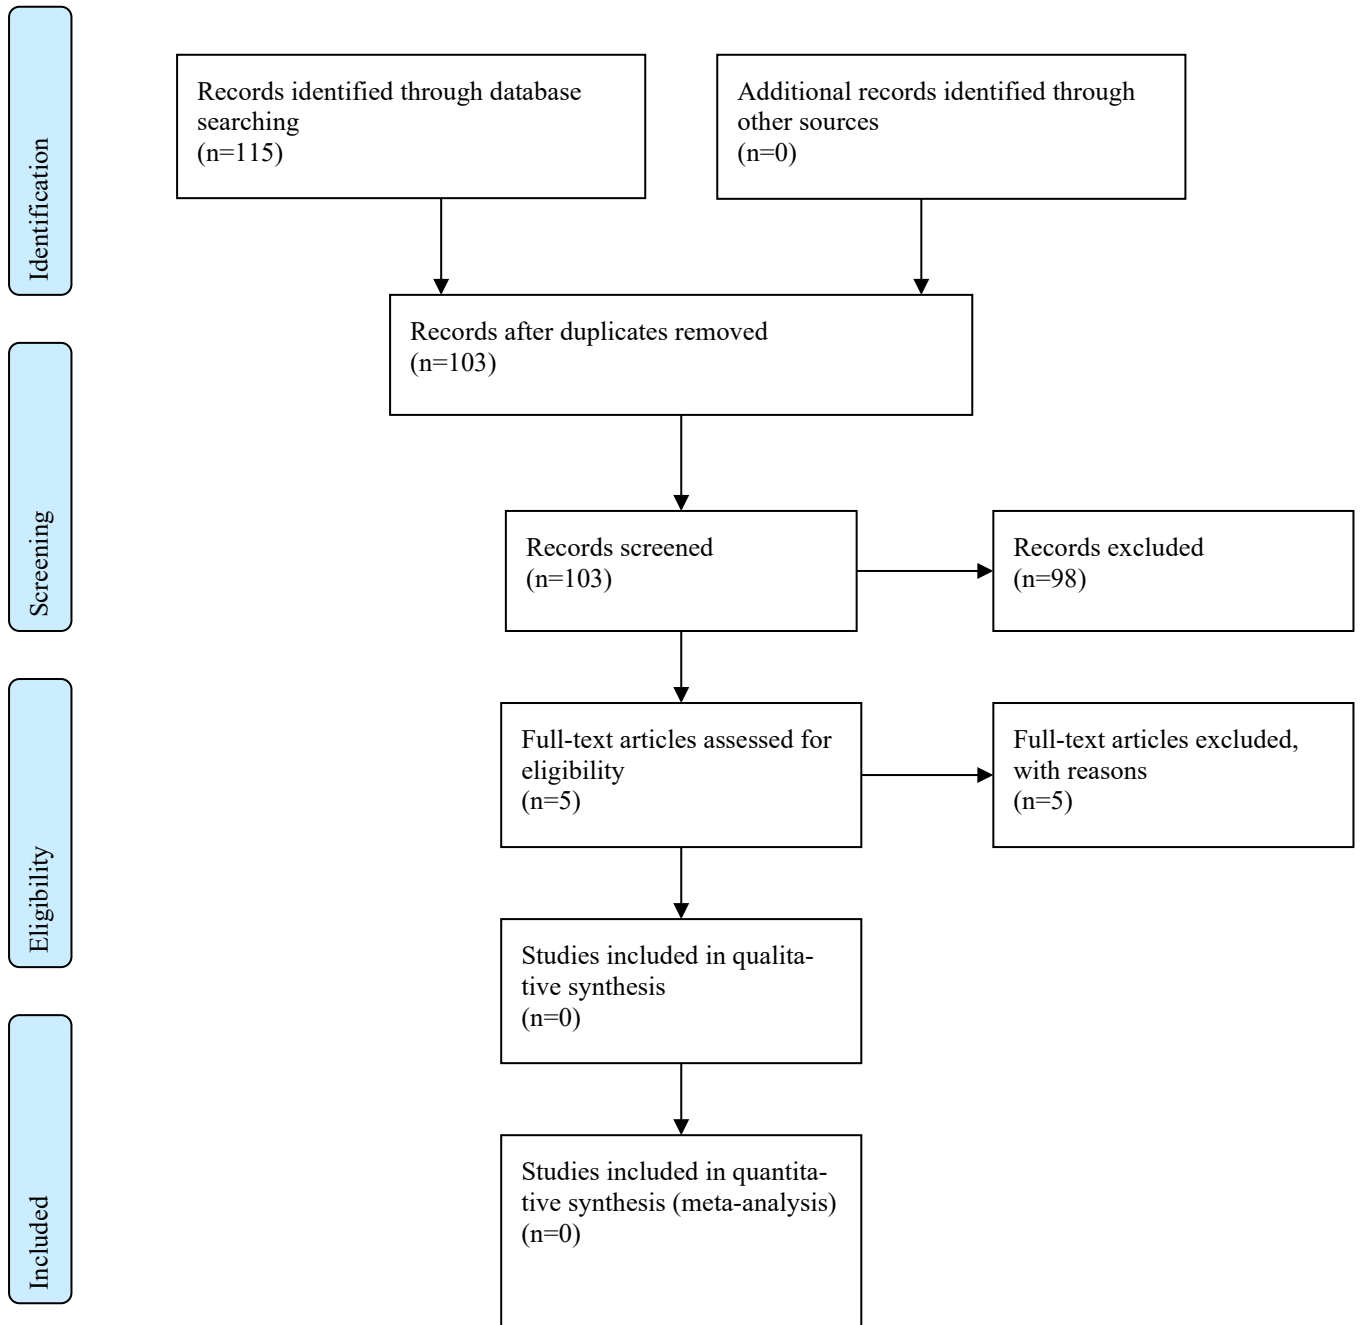 Identification
Records identified through database
searching
(n=115)
Additional records identified through
other sources
(n=0)
Records after duplicates removed
(n=103)
Screening
Records screened
(n=103)
Records excluded
(n=98)
Eligibility
Full-text articles assessed for
eligibility
(n=5)
Full-text articles excluded,
with reasons
(n=5)
Studies included in qualita-
tive synthesis
(n=0)
Included
Studies included in quantita-
tive synthesis (meta-analysis)
(n=0)